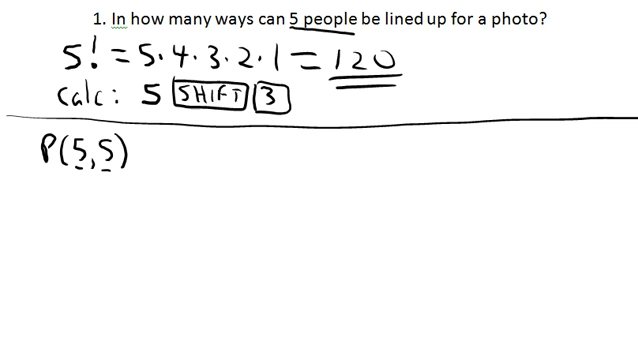 1. In how many ways can 5 people be lined up for a photo?
5! = 5·4·3·2·1 = 120
calc: 5 SHIFT 3
P(5,5)